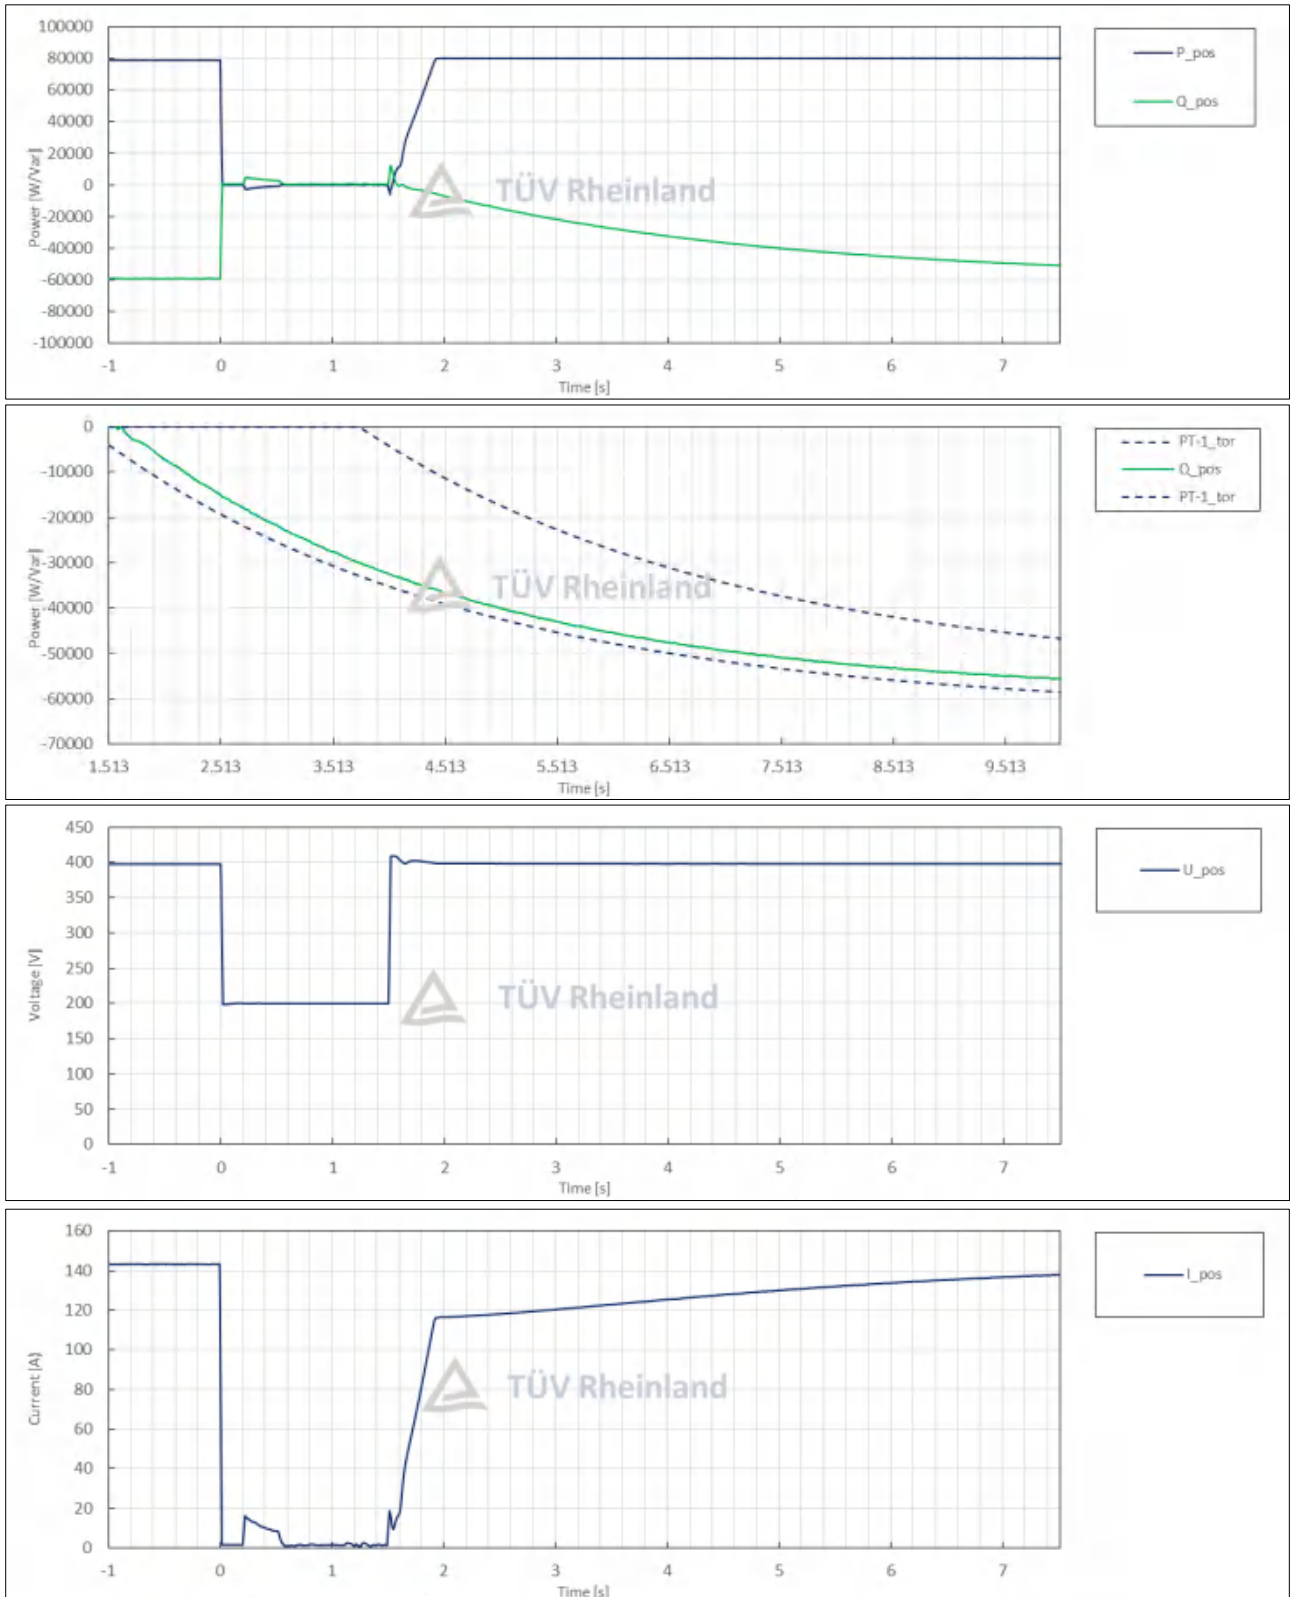 100000
80000
60000
40000
20000
0
-20000
-40000
-60000
-80000
-100000
Power [W/Var]
-1 0 1 2 3 4 5 6 7
Time [s]
P_pos
Q_pos
TÜV Rheinland
0
-10000
-20000
-30000
-40000
-50000
-60000
-70000
Power [W/Var]
1.513 2.513 3.513 4.513 5.513 6.513 7.513 8.513 9.513
Time [s]
PT-1_tor
Q_pos
PT-1_tor
TÜV Rheinland
450
400
350
300
250
200
150
100
50
0
Voltage [V]
-1 0 1 2 3 4 5 6 7
Time [s]
U_pos
TÜV Rheinland
160
140
120
100
80
60
40
20
0
Current [A]
-1 0 1 2 3 4 5 6 7
Time [s]
I_pos
TÜV Rheinland